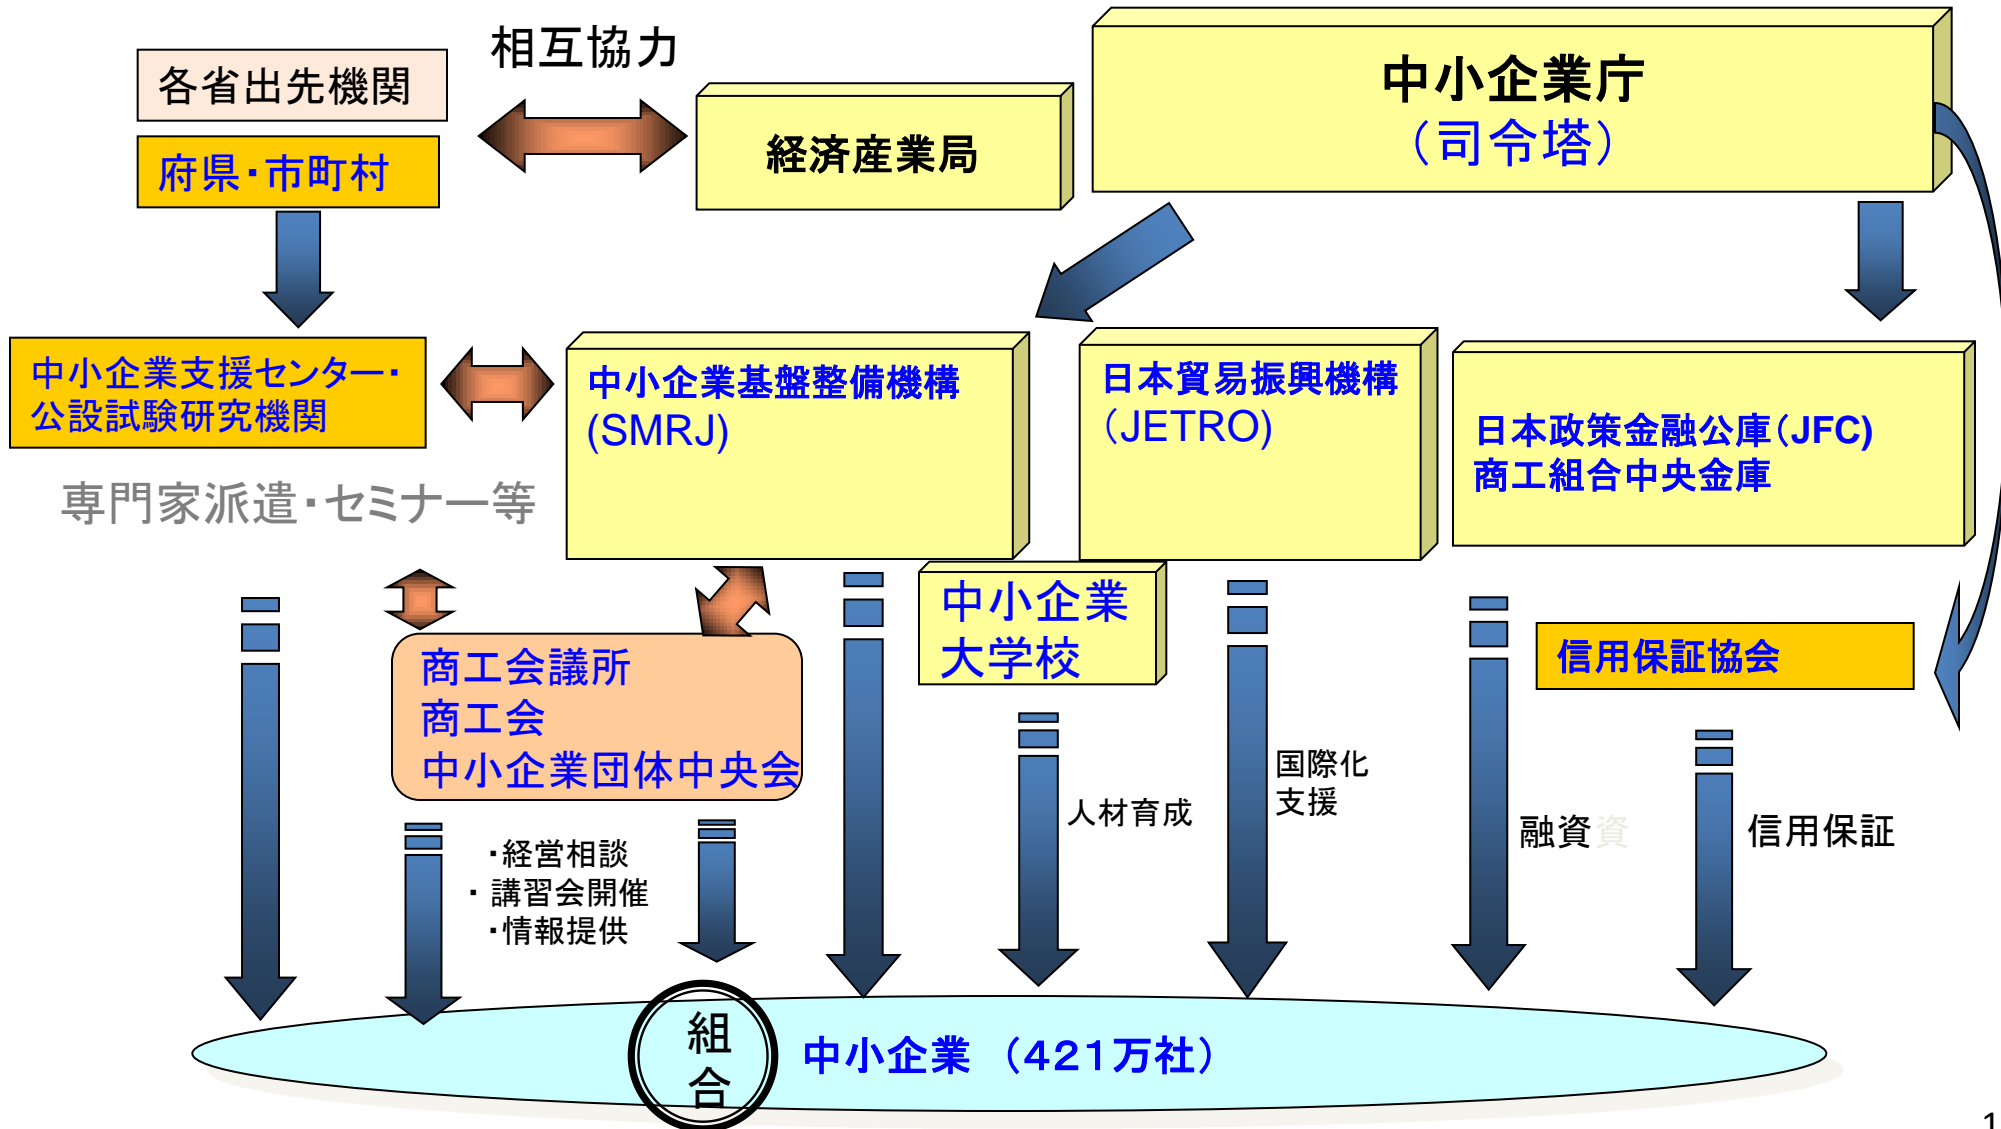 相互協力
各省出先機関
府県・市町村
経済産業局
中小企業庁
（司令塔）
中小企業支援センター・
公設試験研究機関
中小企業基盤整備機構
(SMRJ)
日本貿易振興機構
（JETRO)
日本政策金融公庫（JFC)
商工組合中央金庫
専門家派遣・セミナー等
中小企業
大学校
信用保証協会
商工会議所
商工会
中小企業団体中央会
・経営相談
・ 講習会開催
・情報提供
人材育成
国際化
支援
融資資
信用保証
組
合
中小企業 （421万社）
1